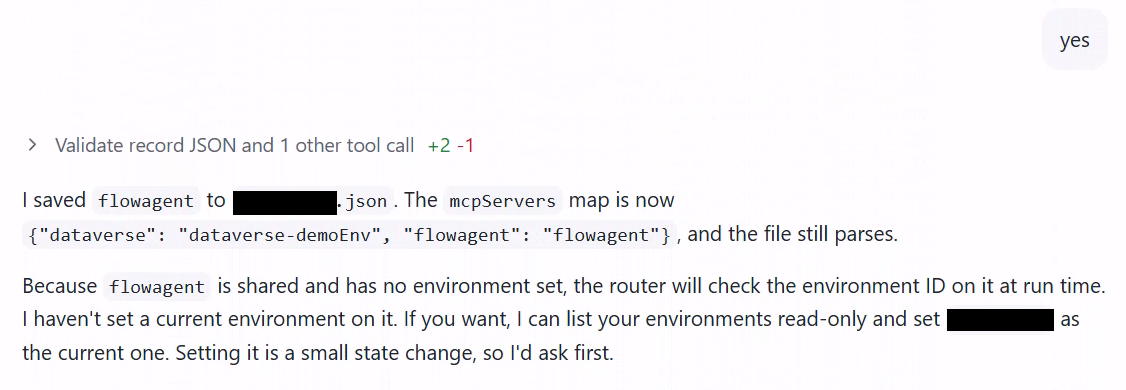 yes
Validate record JSON and 1 other tool call +2 -1
I saved flowagent to .json. The mcpServers map is now
{"dataverse": "dataverse-demoEnv", "flowagent": "flowagent"}, and the file still parses.
Because flowagent is shared and has no environment set, the router will check the environment ID on it at run time.
I haven't set a current environment on it. If you want, I can list your environments read-only and set as
the current one. Setting it is a small state change, so I'd ask first.